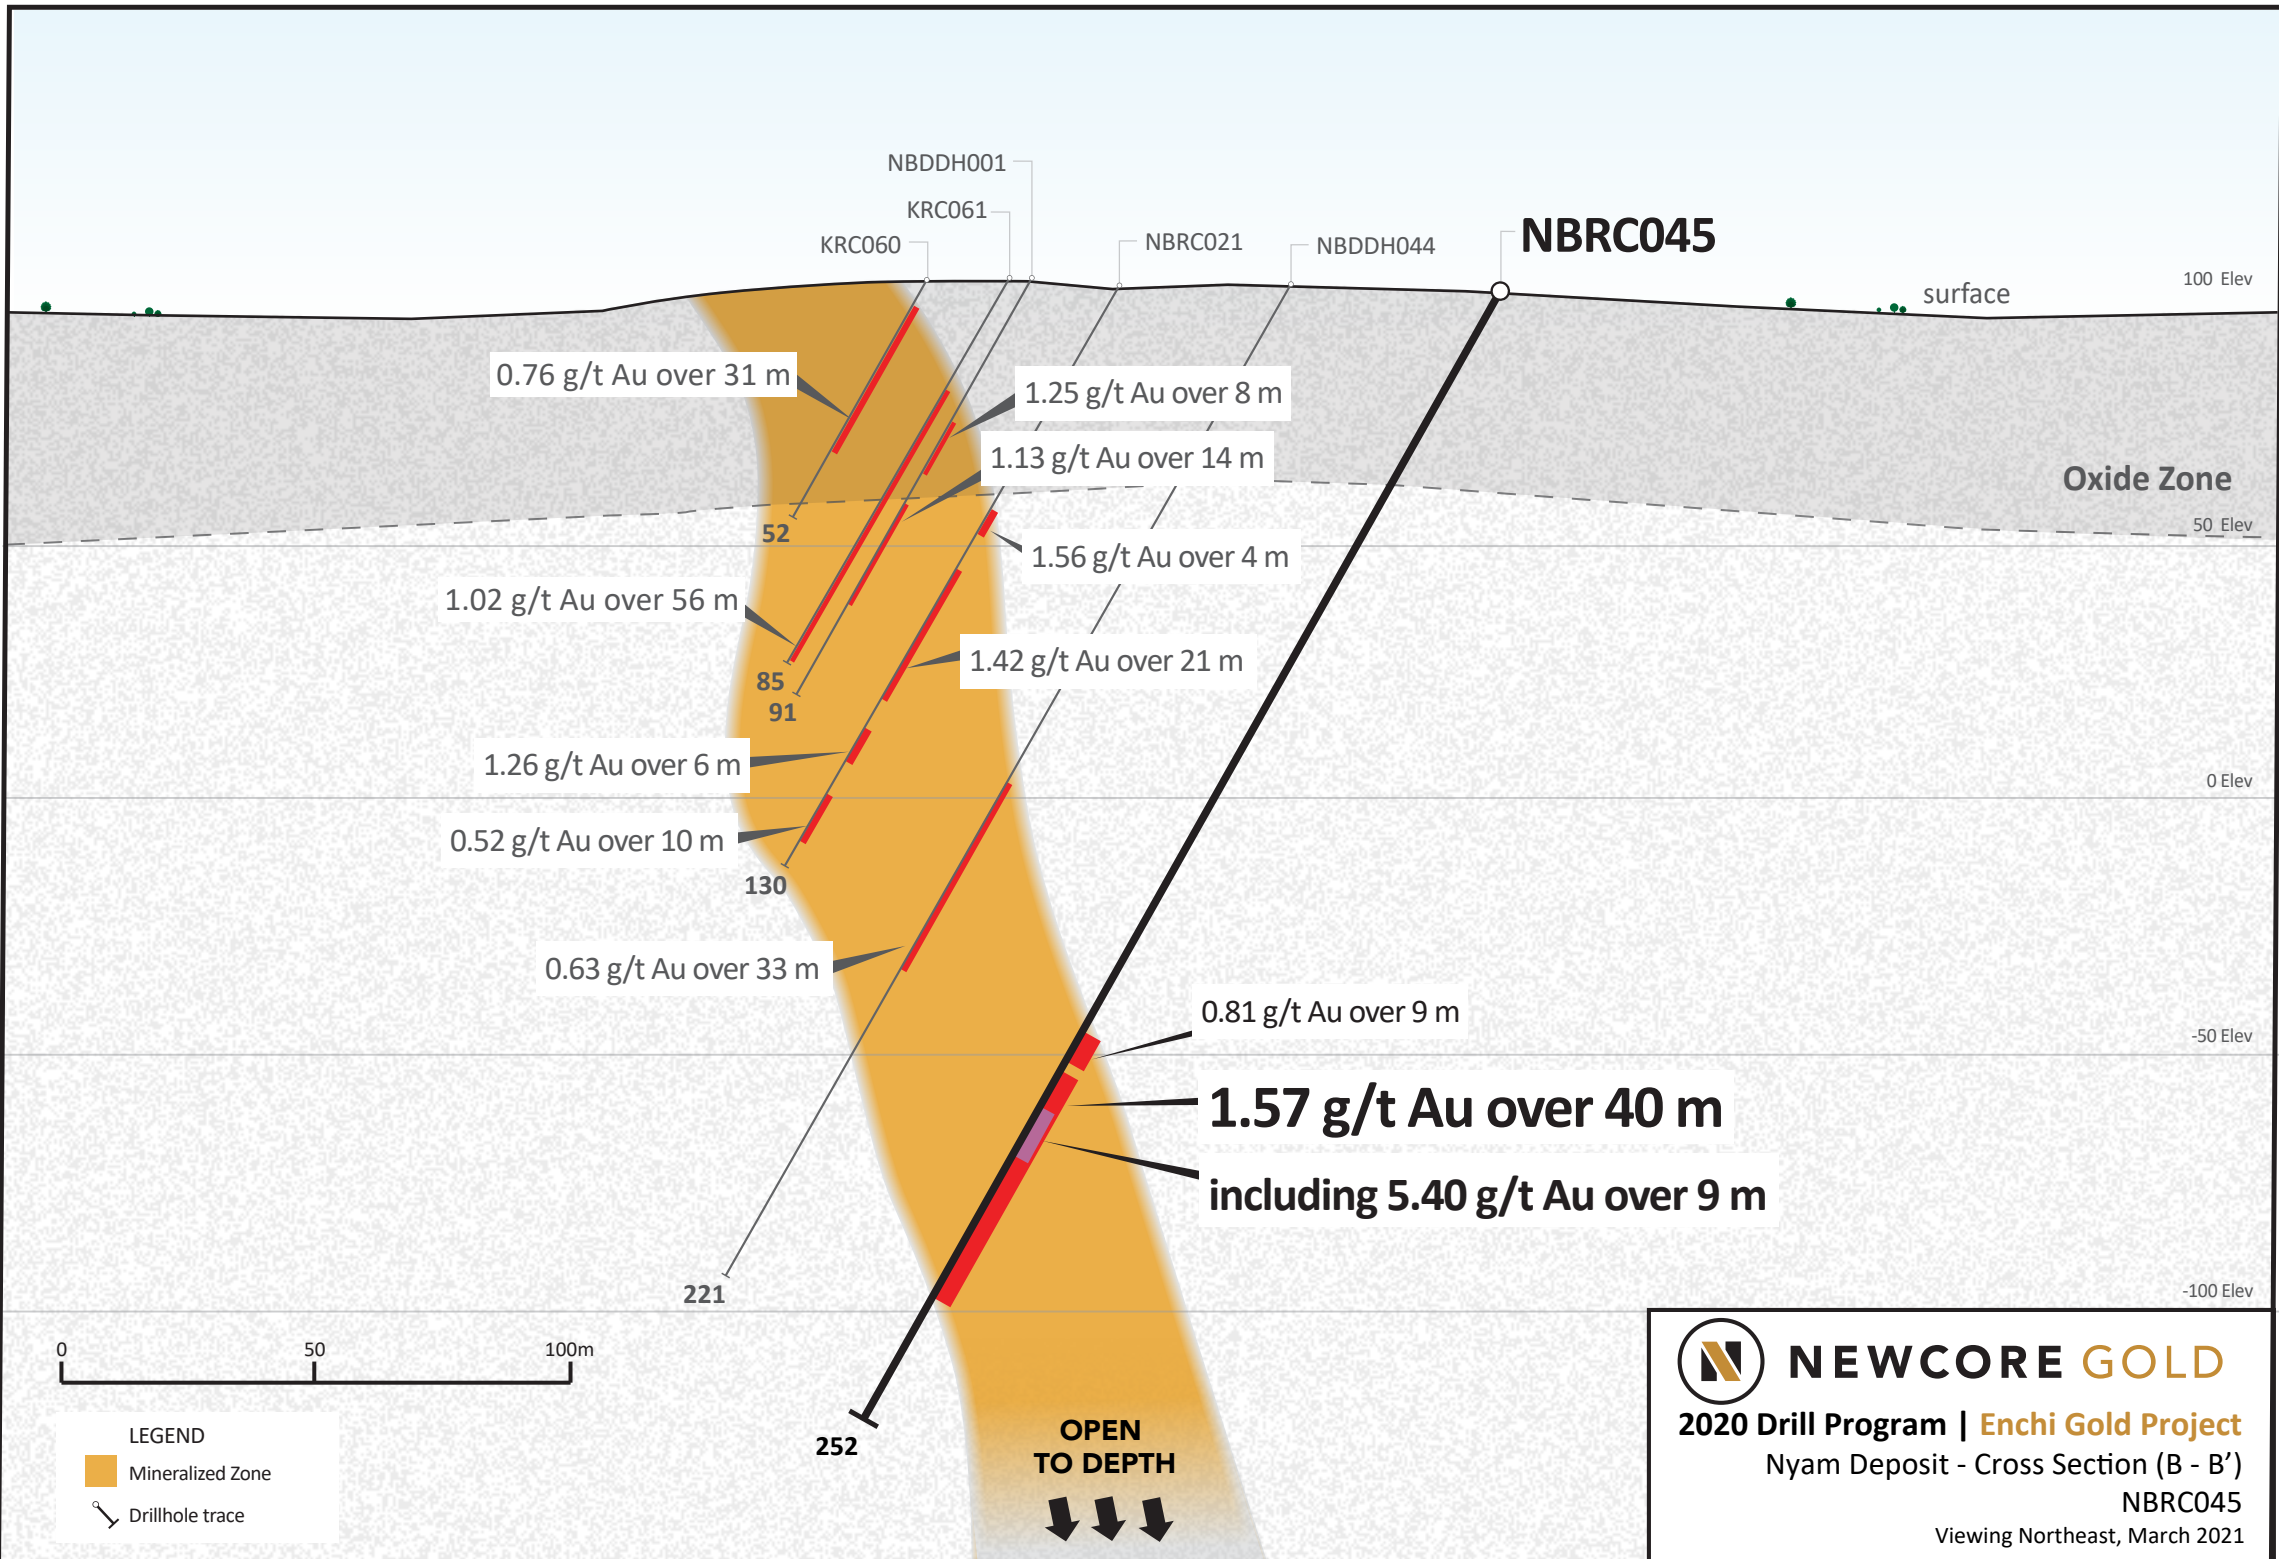 NBDDH001
KRC061
KRC060
NBRC021
NBDDH044
NBRC045
100 Elev
surface
0.76 g/t Au over 31 m
1.25 g/t Au over 8 m
1.13 g/t Au over 14 m
Oxide Zone
50 Elev
52
1.56 g/t Au over 4 m
1.02 g/t Au over 56 m
1.42 g/t Au over 21 m
85
91
1.26 g/t Au over 6 m
0 Elev
0.52 g/t Au over 10 m
130
0.63 g/t Au over 33 m
0.81 g/t Au over 9 m
-50 Elev
1.57 g/t Au over 40 m
including 5.40 g/t Au over 9 m
221
-100 Elev
0 50 100m
252
OPEN
TO DEPTH
LEGEND
Mineralized Zone
Drillhole trace
N NEWCORE GOLD
2020 Drill Program | Enchi Gold Project
Nyam Deposit - Cross Section (B - B’)
NBRC045
Viewing Northeast, March 2021